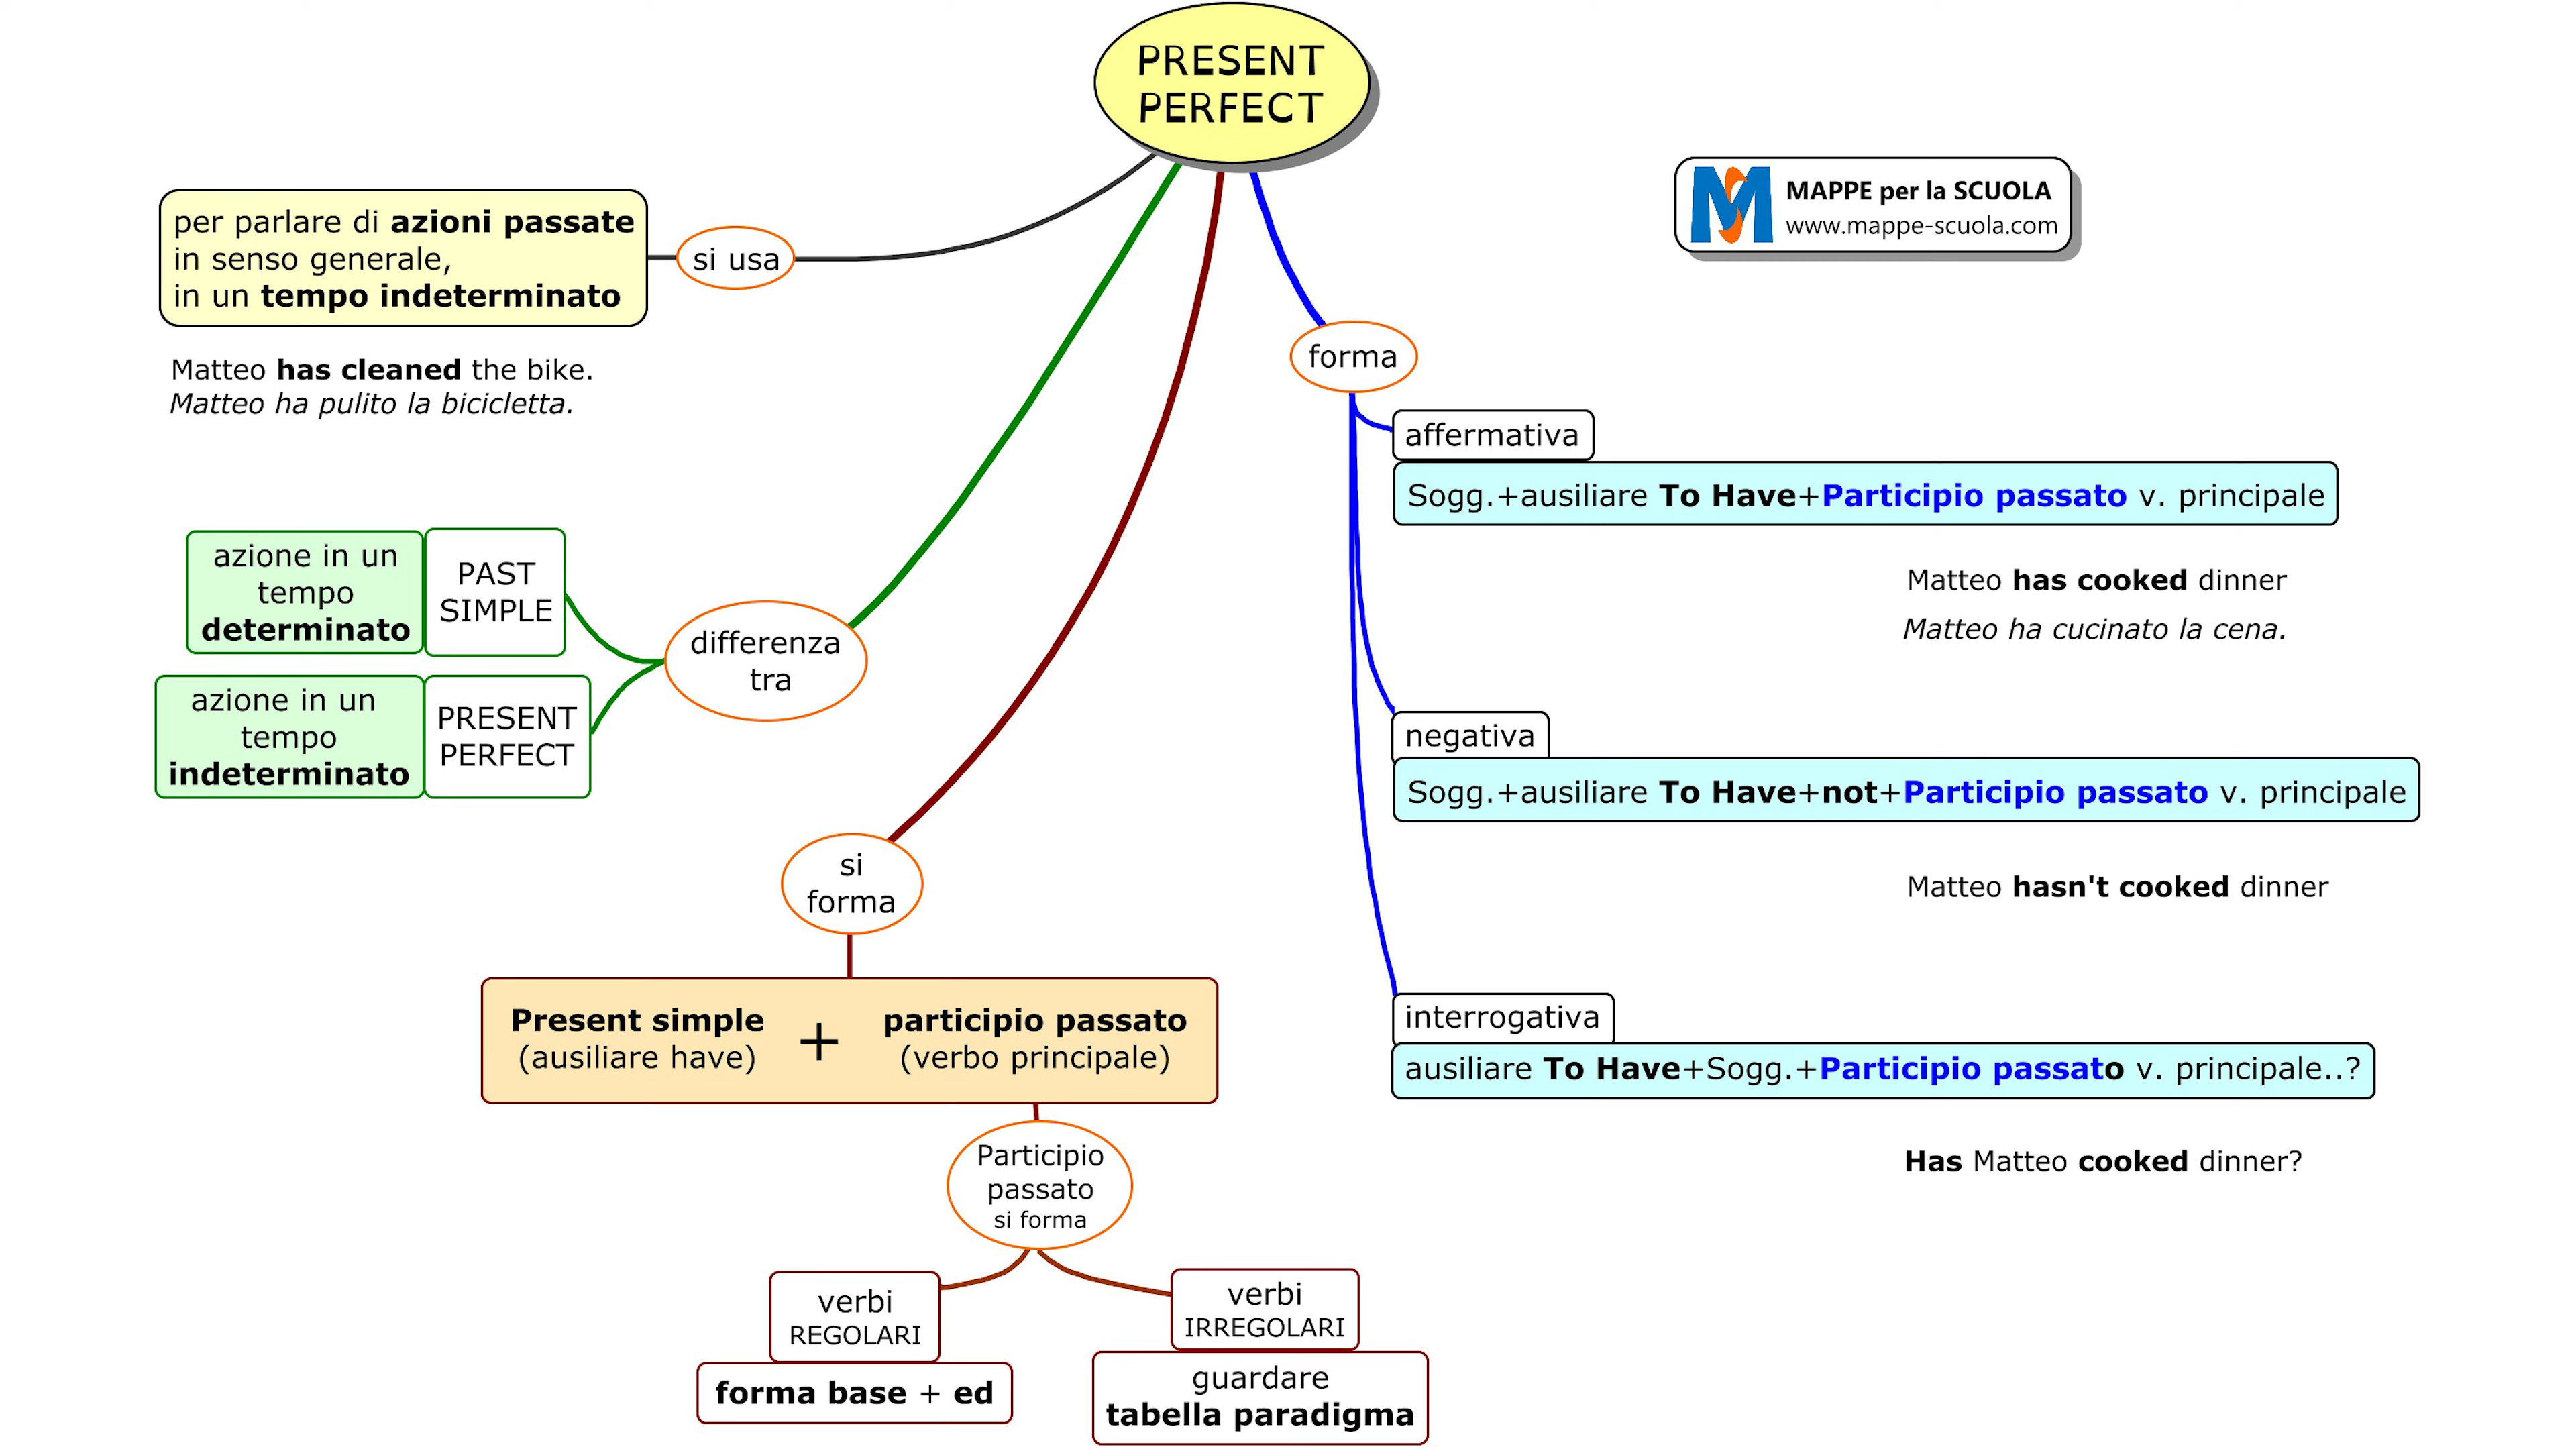 PRESENT
PERFECT
MAPPE per la SCUOLA
www.mappe-scuola.com
si usa
per parlare di azioni passate
in senso generale,
in un tempo indeterminato
Matteo has cleaned the bike.
Matteo ha pulito la bicicletta.
differenza
tra
PAST
SIMPLE
azione in un
tempo
determinato
PRESENT
PERFECT
azione in un
tempo
indeterminato
si
forma
Present simple + participio passato
(ausiliare have) (verbo principale)
Participio
passato
si forma
verbi
REGOLARI
forma base + ed
verbi
IRREGOLARI
guardare
tabella paradigma
forma
affermativa
Sogg.+ausiliare To Have+Participio passato v. principale
Matteo has cooked dinner
Matteo ha cucinato la cena.
negativa
Sogg.+ausiliare To Have+not+Participio passato v. principale
Matteo hasn't cooked dinner
interrogativa
ausiliare To Have+Sogg.+Participio passato v. principale..?
Has Matteo cooked dinner?